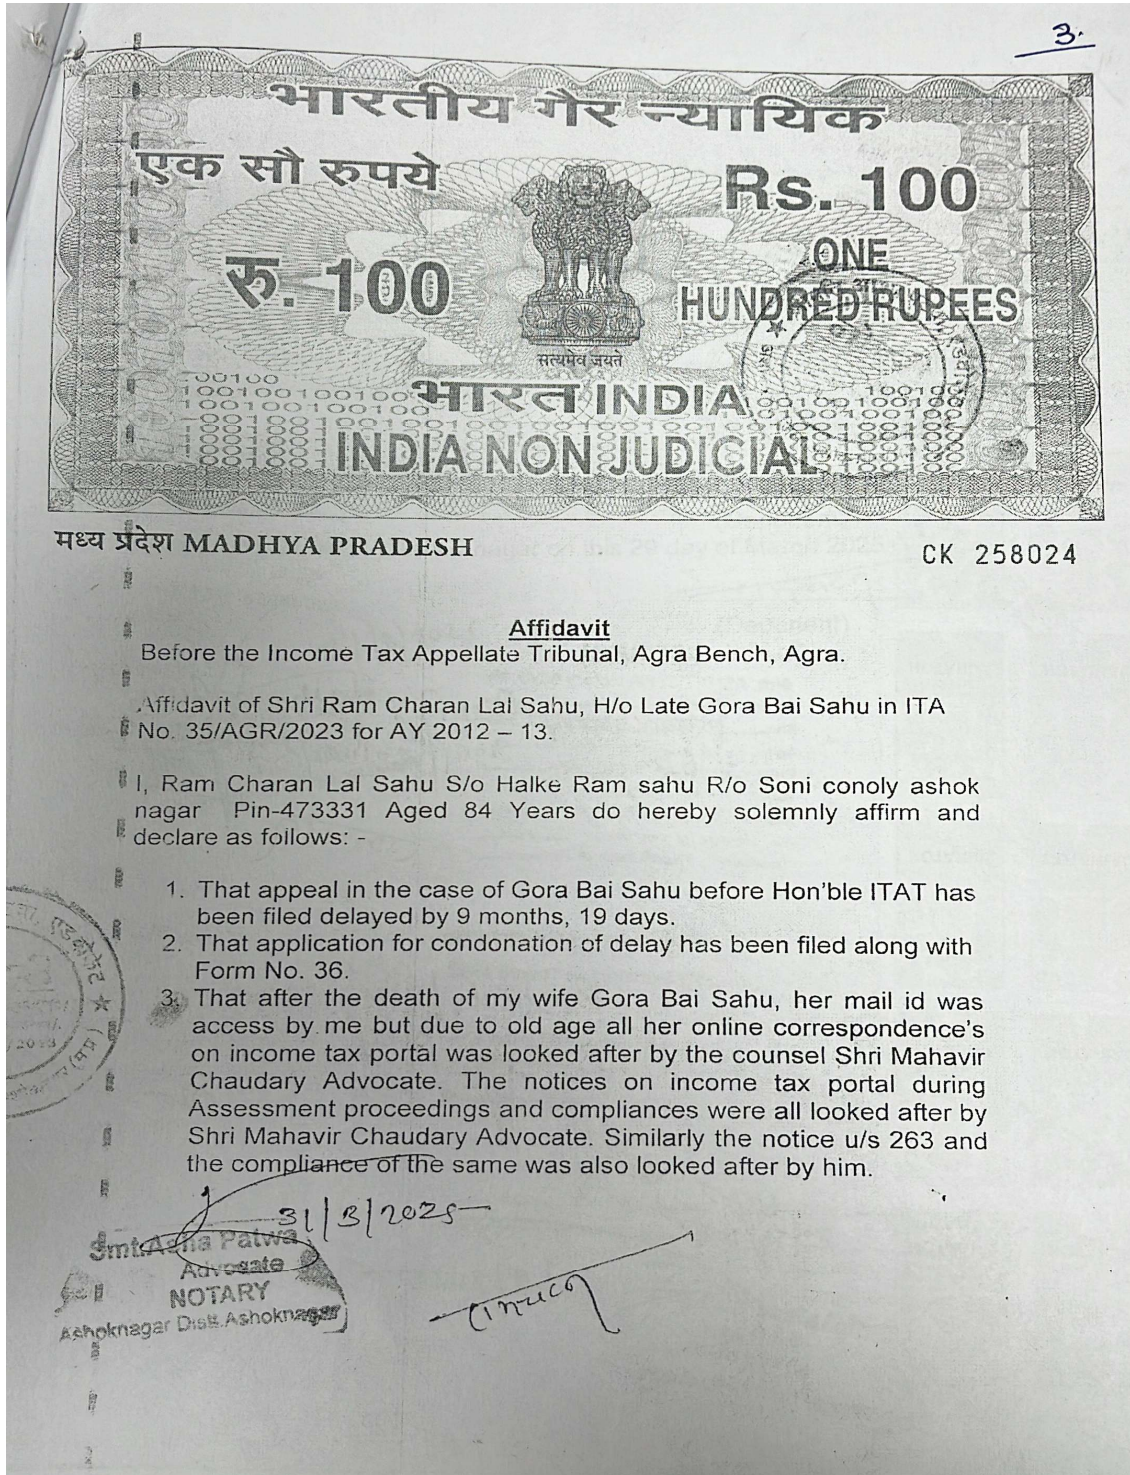 3.
भारतीय गैर न्यायिक
एक सौ रुपये
Rs. 100
रु. 100
ONE
HUNDRED RUPEES
सत्यमेव जयते
भारत INDIA
INDIA NON JUDICIAL
मध्य प्रदेश MADHYA PRADESH
CK 258024
Affidavit
Before the Income Tax Appellate Tribunal, Agra Bench, Agra.
Affidavit of Shri Ram Charan Lal Sahu, H/o Late Gora Bai Sahu in ITA
No. 35/AGR/2023 for AY 2012 – 13.
I, Ram Charan Lal Sahu S/o Halke Ram sahu R/o Soni conoly ashok
nagar Pin-473331 Aged 84 Years do hereby solemnly affirm and
declare as follows: -
1. That appeal in the case of Gora Bai Sahu before Hon'ble ITAT has
been filed delayed by 9 months, 19 days.
2. That application for condonation of delay has been filed along with
Form No. 36.
3. That after the death of my wife Gora Bai Sahu, her mail id was
access by me but due to old age all her online correspondence's
on income tax portal was looked after by the counsel Shri Mahavir
Chaudary Advocate. The notices on income tax portal during
Assessment proceedings and compliances were all looked after by
Shri Mahavir Chaudary Advocate. Similarly the notice u/s 263 and
the compliance of the same was also looked after by him.
31/3/2025
Smt. Asha Patwa
Advocate
NOTARY
Ashoknagar Distt. Ashoknagar